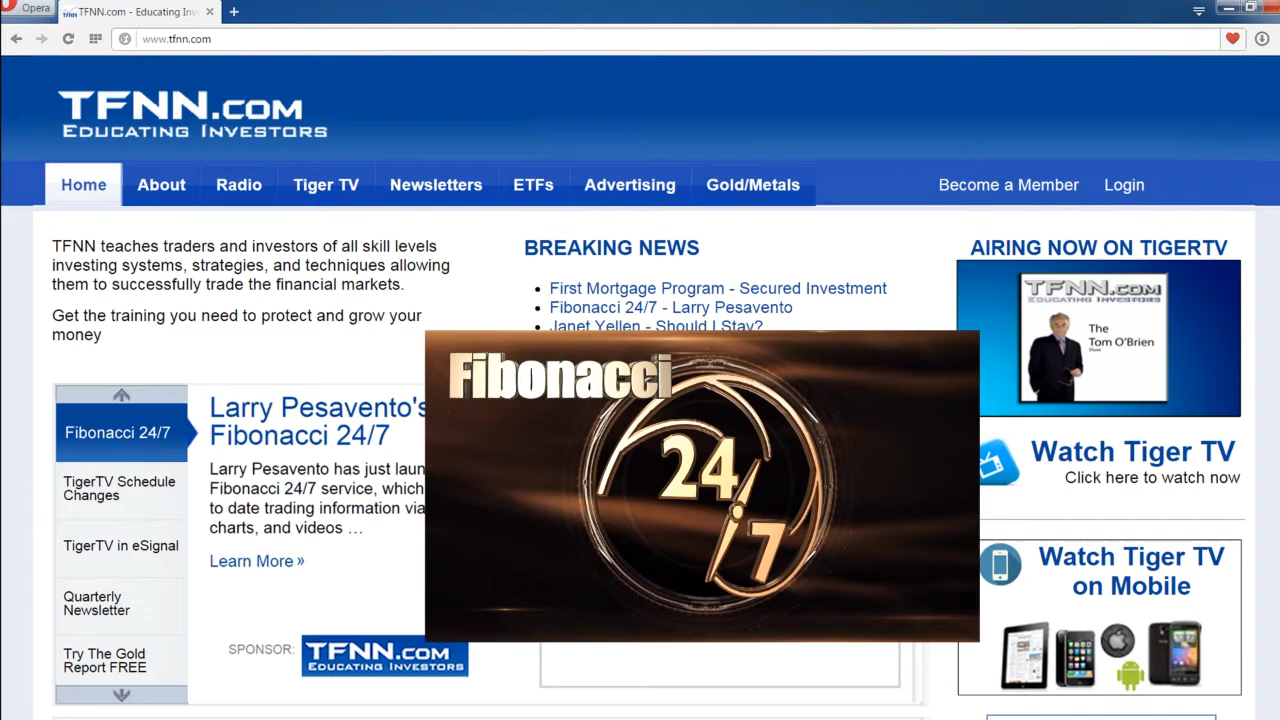 Opera
TFNN.com - Educating Inv
www.tfnn.com
TFNN.COM
EDUCATING INVESTORS
Home
About
Radio
Tiger TV
Newsletters
ETFs
Advertising
Gold/Metals
Become a Member
Login
TFNN teaches traders and investors of all skill levels
investing systems, strategies, and techniques allowing
them to successfully trade the financial markets.
Get the training you need to protect and grow your
money
BREAKING NEWS
First Mortgage Program - Secured Investment
Fibonacci 24/7 - Larry Pesavento
Janet Yellen - Should I Stay?
AIRING NOW ON TIGERTV
TFNN.COM
EDUCATING INVESTORS
The
Tom O'Brien
Show
Fibonacci 24/7
TigerTV Schedule
Changes
TigerTV in eSignal
Quarterly
Newsletter
Try The Gold
Report FREE
Larry Pesavento's
Fibonacci 24/7
Larry Pesavento has just laun
Fibonacci 24/7 service, which
to date trading information via
charts, and videos …
Learn More »
SPONSOR:
TFNN.COM
EDUCATING INVESTORS
Fibonacci
24
7
Watch Tiger TV
Click here to watch now
Watch Tiger TV
on Mobile